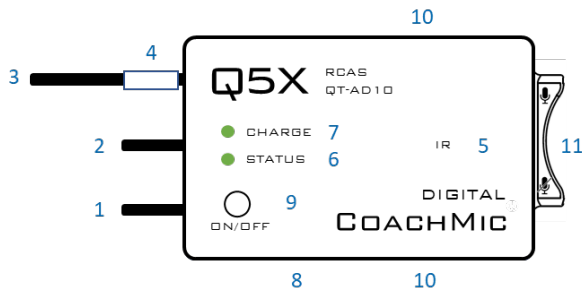 10
4
3
Q5X
RCAS
QT-AD10
CHARGE 7
2
IR 5
11
STATUS 6
DIGITAL
1
9
ON/OFF
COACHMIC
8
10